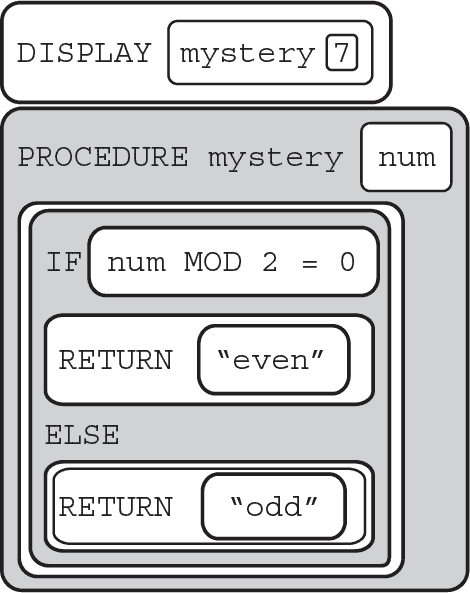 DISPLAY mystery 7
PROCEDURE mystery num
IF num MOD 2 = 0
RETURN “even”
ELSE
RETURN “odd”